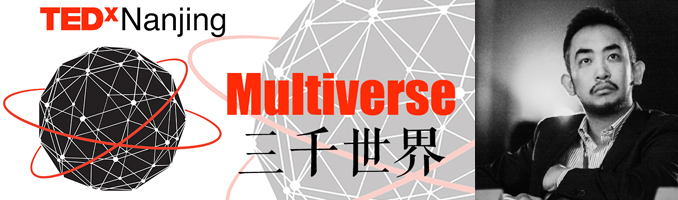 TEDxNanjing
Multiverse
三千世界